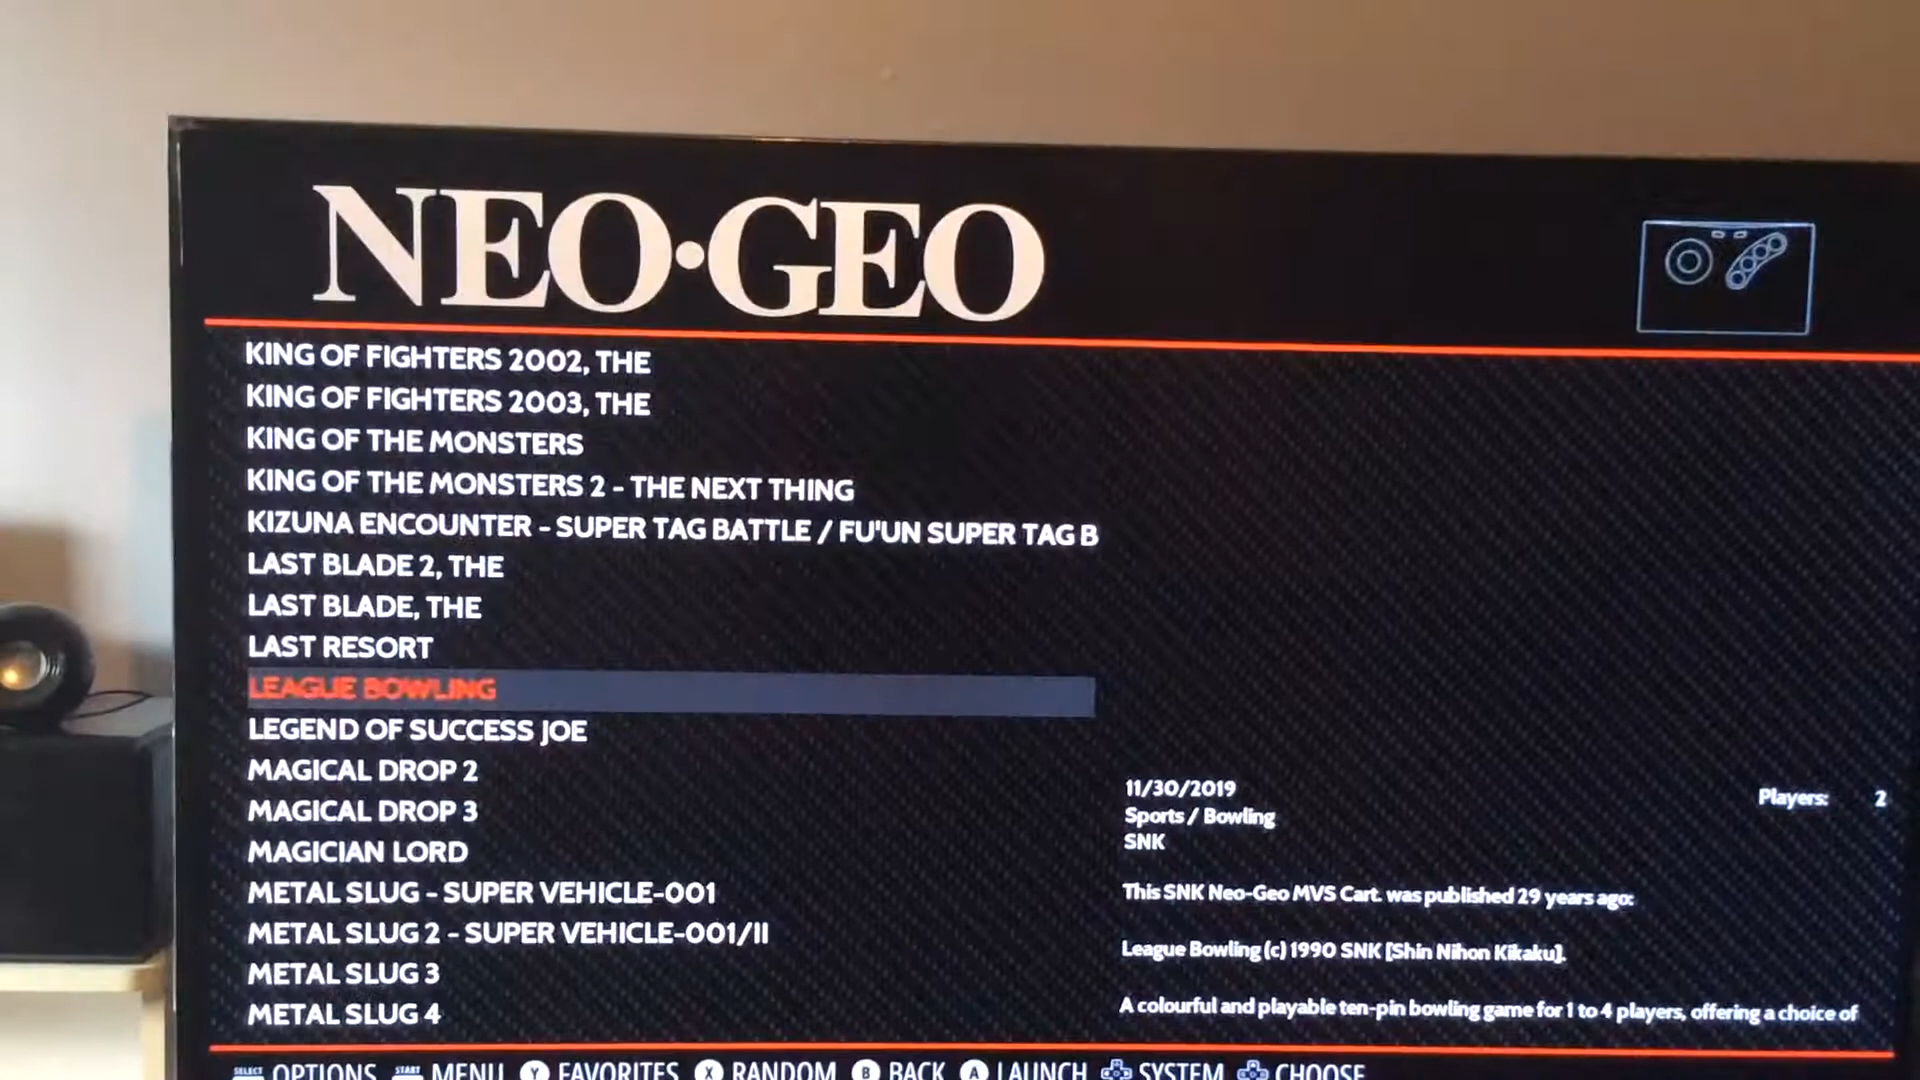 NEO•GEO
KING OF FIGHTERS 2002, THE
KING OF FIGHTERS 2003, THE
KING OF THE MONSTERS
KING OF THE MONSTERS 2 - THE NEXT THING
KIZUNA ENCOUNTER - SUPER TAG BATTLE / FU'UN SUPER TAG B
LAST BLADE 2, THE
LAST BLADE, THE
LAST RESORT
LEAGUE BOWLING
LEGEND OF SUCCESS JOE
MAGICAL DROP 2
MAGICAL DROP 3
MAGICIAN LORD
METAL SLUG - SUPER VEHICLE-001
METAL SLUG 2 - SUPER VEHICLE-001/II
METAL SLUG 3
METAL SLUG 4
11/30/2019
Players: 2
Sports / Bowling
SNK
This SNK Neo-Geo MVS Cart. was published 29 years ago:
League Bowling (c) 1990 SNK [Shin Nihon Kikaku].
A colourful and playable ten-pin bowling game for 1 to 4 players, offering a choice of
SELECT OPTIONS START MENU Y FAVORITES X RANDOM B BACK A LAUNCH SYSTEM CHOOSE